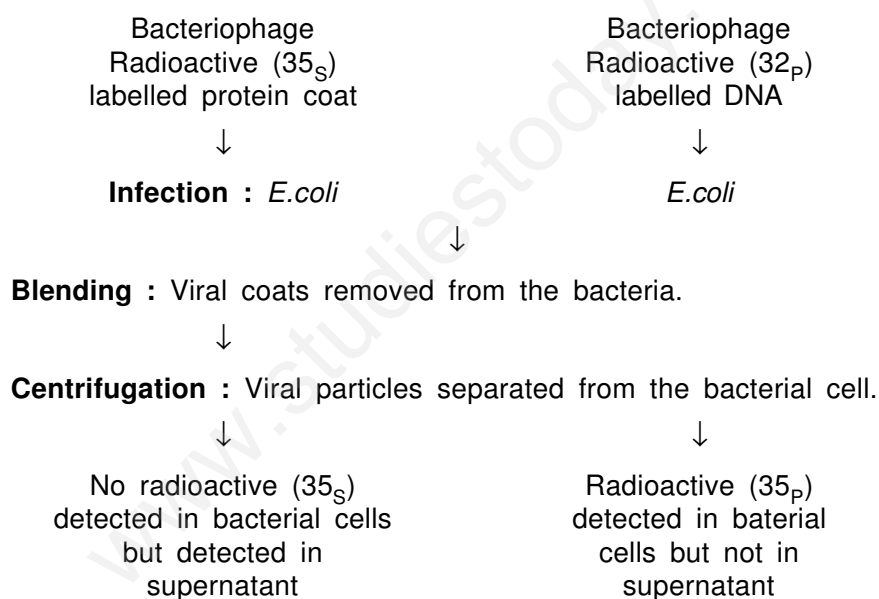 Bacteriophage Bacteriophage
Radioactive (35S) Radioactive (32P)
labelled protein coat labelled DNA
↓ ↓
Infection : E.coli E.coli
↓
Blending : Viral coats removed from the bacteria.
↓
Centrifugation : Viral particles separated from the bacterial cell.
↓ ↓
No radioactive (35S) Radioactive (35P)
detected in bacterial cells detected in baterial
but detected in cells but not in
supernatant supernatant
www.studiestoday.